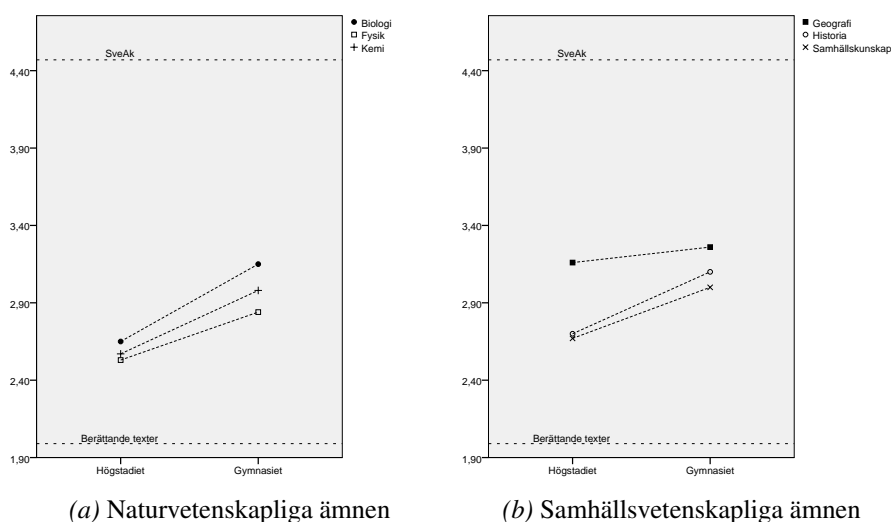 Biologi
Fysik
Kemi
SveAk
4,40
3,90
3,40
2,90
2,40
Berättande texter
1,90
Högstadiet Gymnasiet
(a) Naturvetenskapliga ämnen
Geografi
Historia
Samhällskunskap
SveAk
4,40
3,90
3,40
2,90
2,40
Berättande texter
1,90
Högstadiet Gymnasiet
(b) Samhällsvetenskapliga ämnen